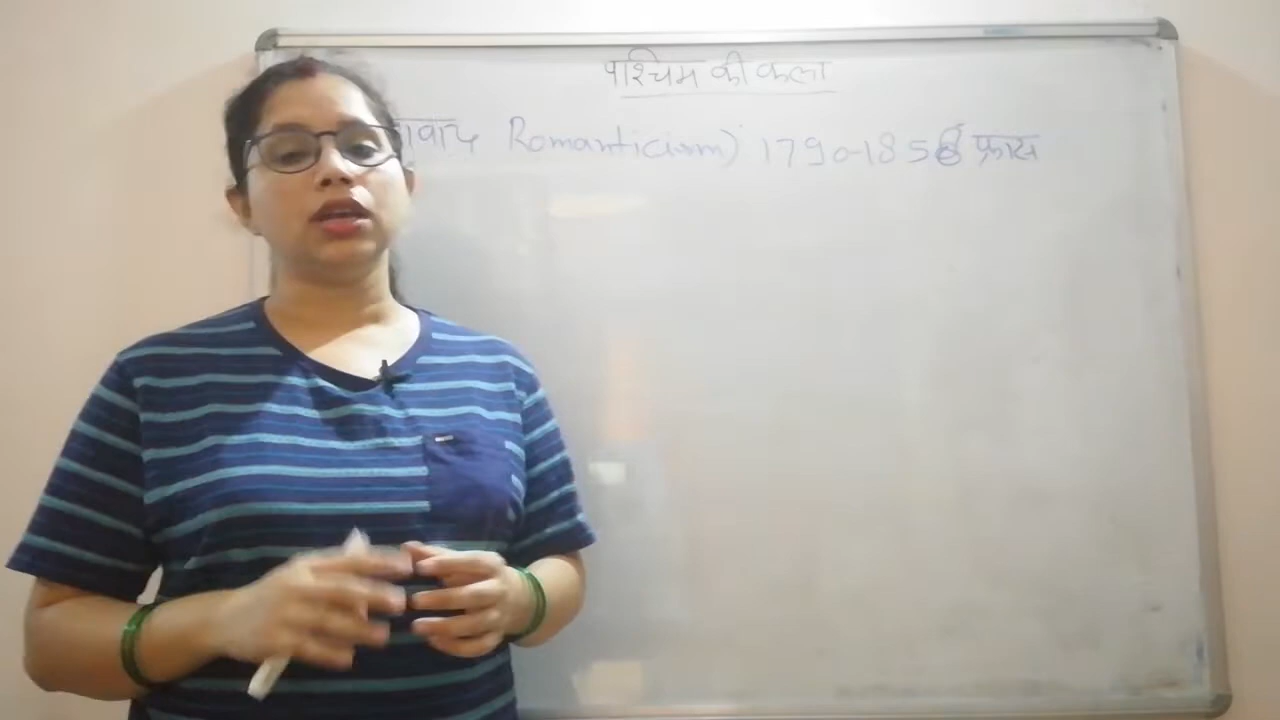 पश्चिम की कला
Romanticism) 1790-1850 फ्रांस